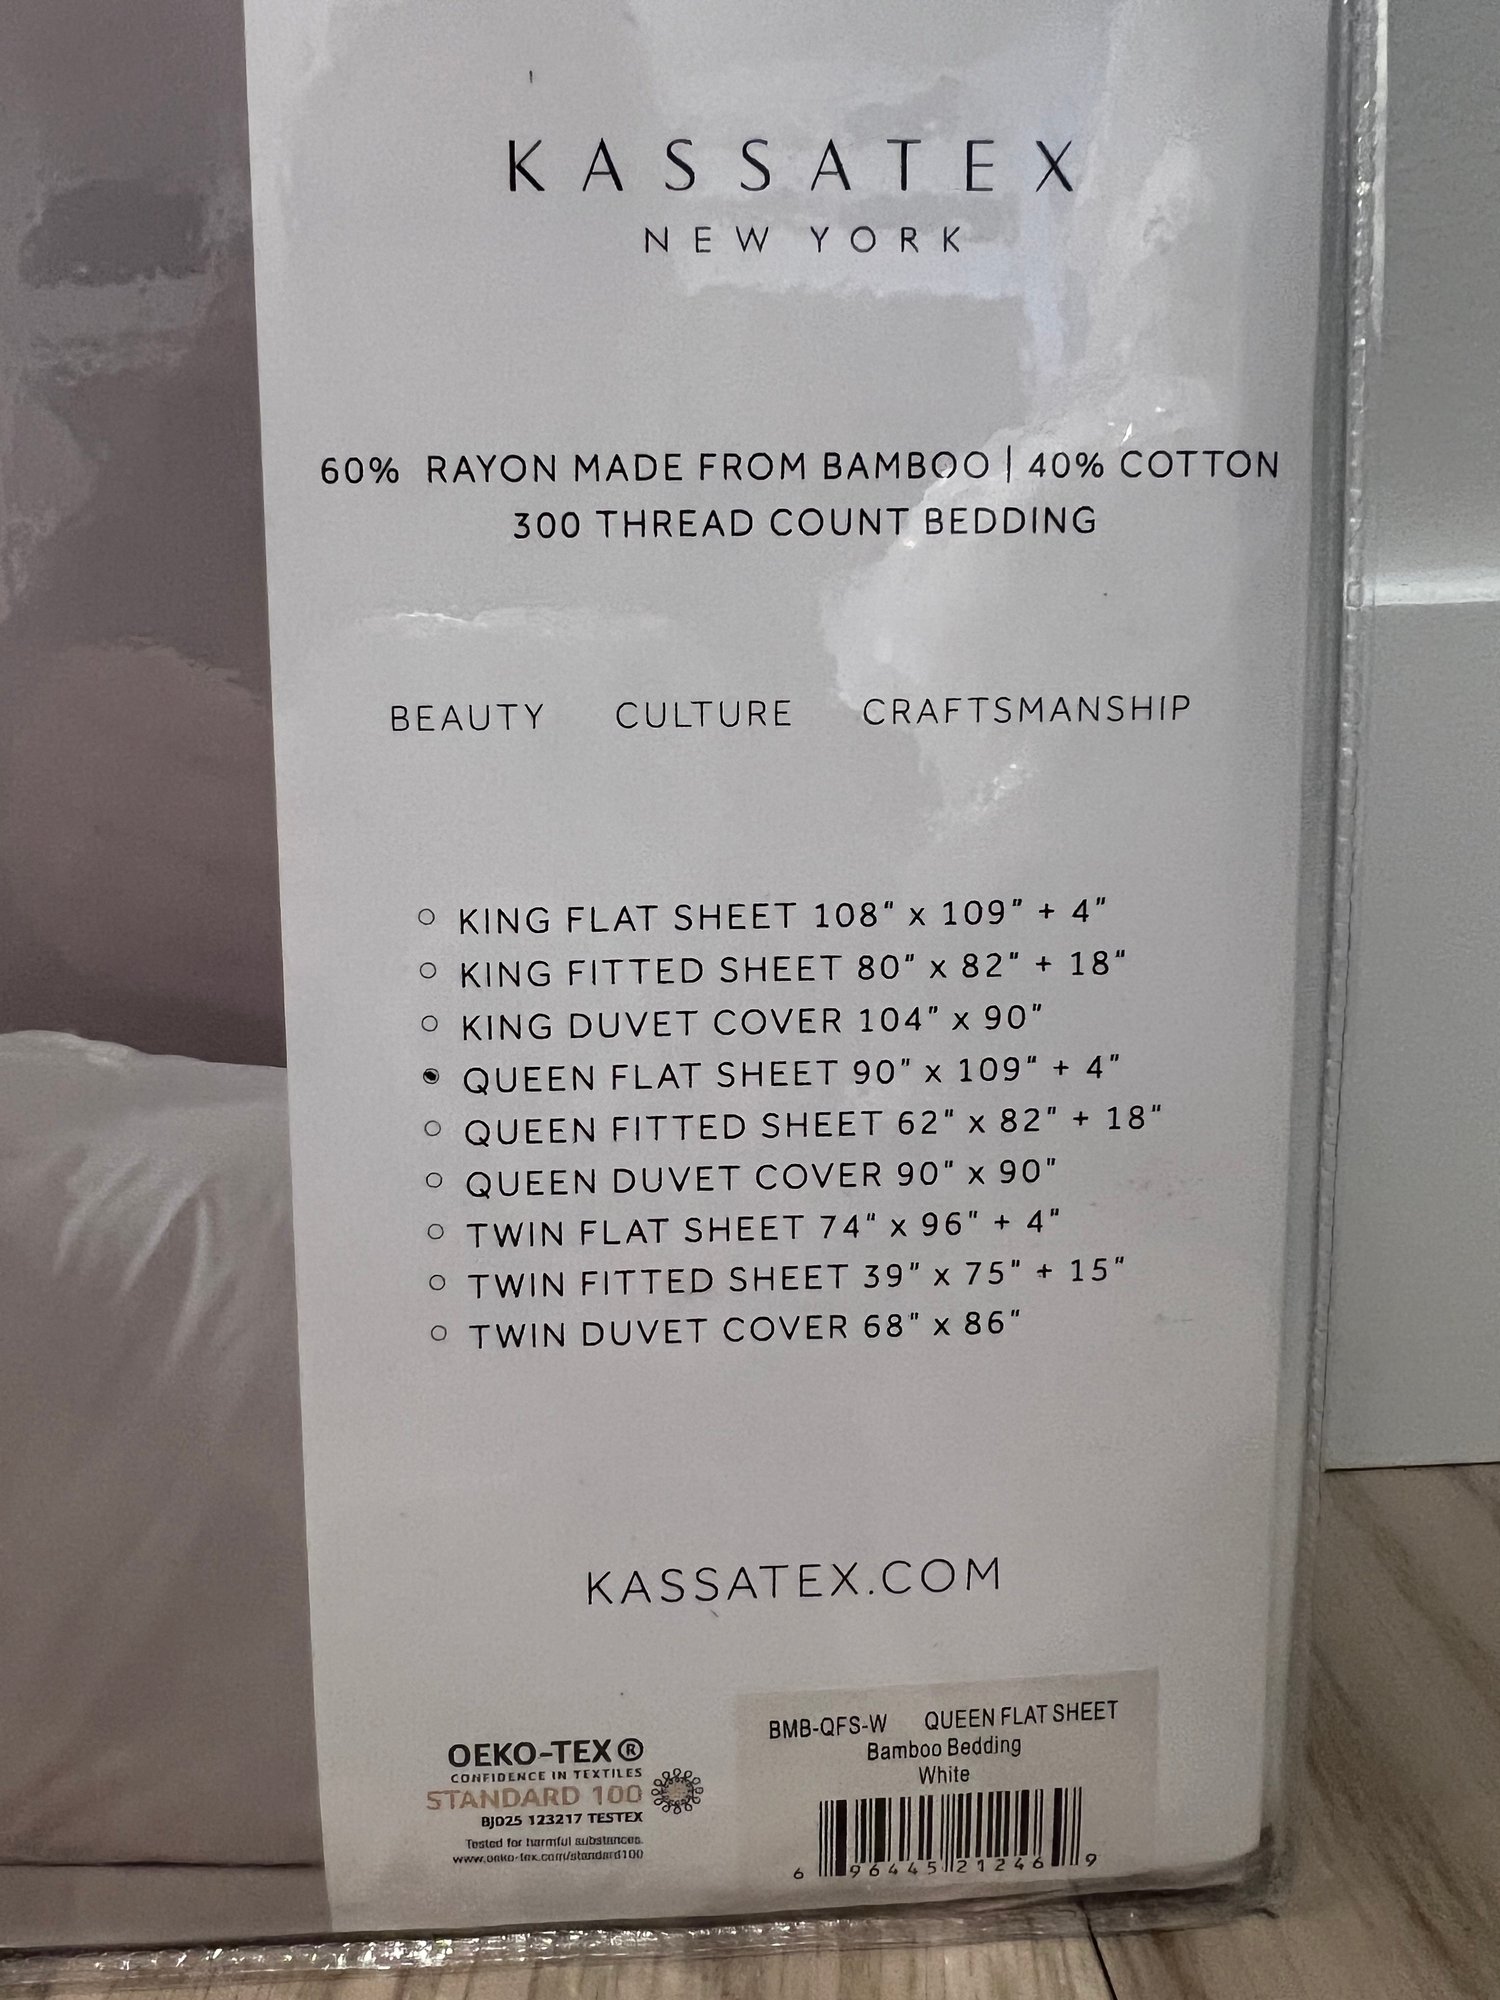 KASSATEX
NEW YORK
60% RAYON MADE FROM BAMBOO | 40% COTTON
300 THREAD COUNT BEDDING
BEAUTY CULTURE CRAFTSMANSHIP
KING FLAT SHEET 108" x 109" + 4"
KING FITTED SHEET 80" x 82" + 18"
KING DUVET COVER 104" x 90"
QUEEN FLAT SHEET 90" x 109" + 4"
QUEEN FITTED SHEET 62" x 82" + 18"
QUEEN DUVET COVER 90" x 90"
TWIN FLAT SHEET 74" x 96" + 4"
TWIN FITTED SHEET 39" x 75" + 15"
TWIN DUVET COVER 68" x 86"
KASSATEX.COM
OEKO-TEX®
CONFIDENCE IN TEXTILES
STANDARD 100
BJ025 123217 TESTEX
Tested for harmful substances.
www.oeko-tex.com/standard100
BMB-QFS-W QUEEN FLAT SHEET
Bamboo Bedding
White
6 96445 21246 9